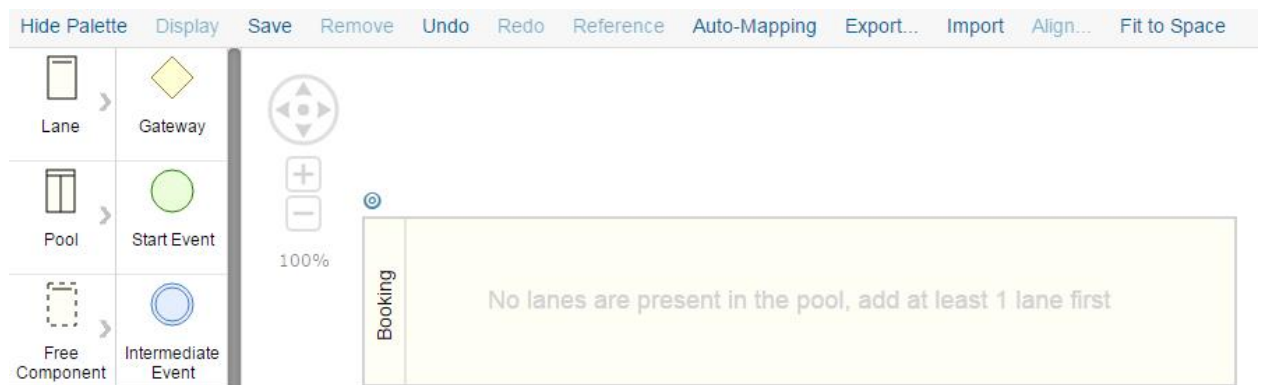 Hide Palette Display Save Remove Undo Redo Reference Auto-Mapping Export... Import Align... Fit to Space
Lane Gateway
Pool Start Event
100%
Free Component
Intermediate Event
Booking
No lanes are present in the pool, add at least 1 lane first